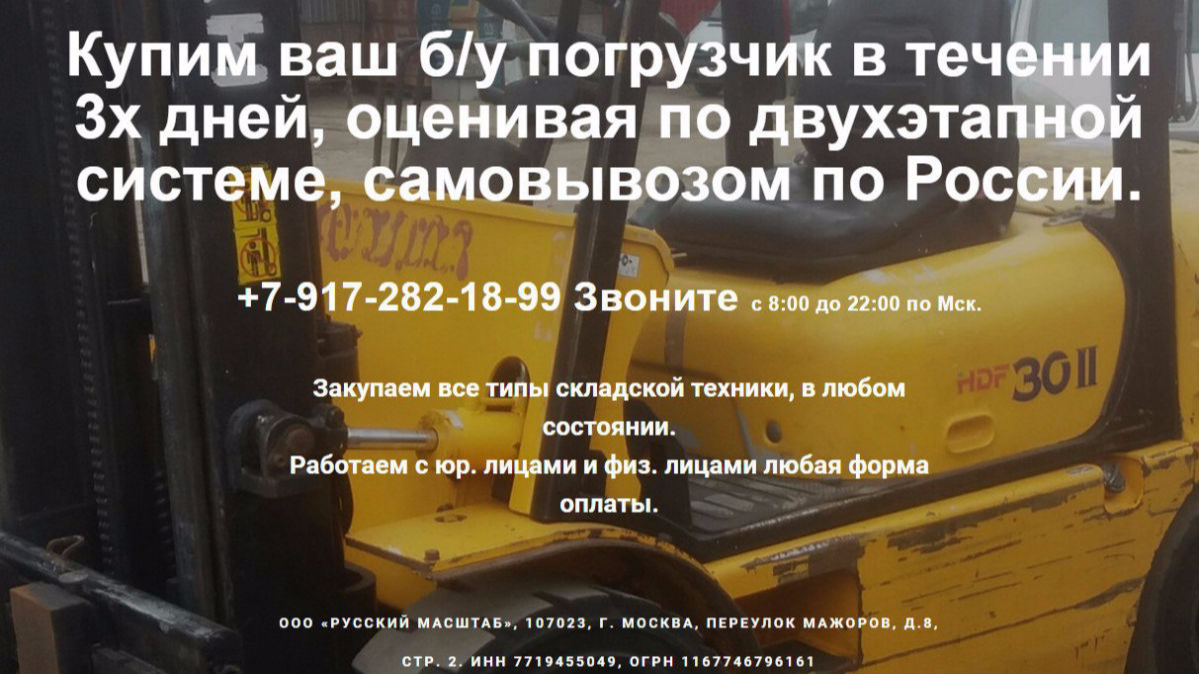 Купим ваш б/у погрузчик в течении
3х дней, оценивая по двухэтапной
системе, самовывозом по России.
+7-917-282-18-99 Звоните с 8:00 до 22:00 по Мск.
HDF 30 II
Закупаем все типы складской техники, в любом
состоянии.
Работаем с юр. лицами и физ. лицами любая форма
оплаты.
ООО «РУССКИЙ МАСШТАБ», 107023, Г. МОСКВА, ПЕРЕУЛОК МАЖОРОВ, Д.8,
СТР. 2. ИНН 7719455049, ОГРН 1167746796161